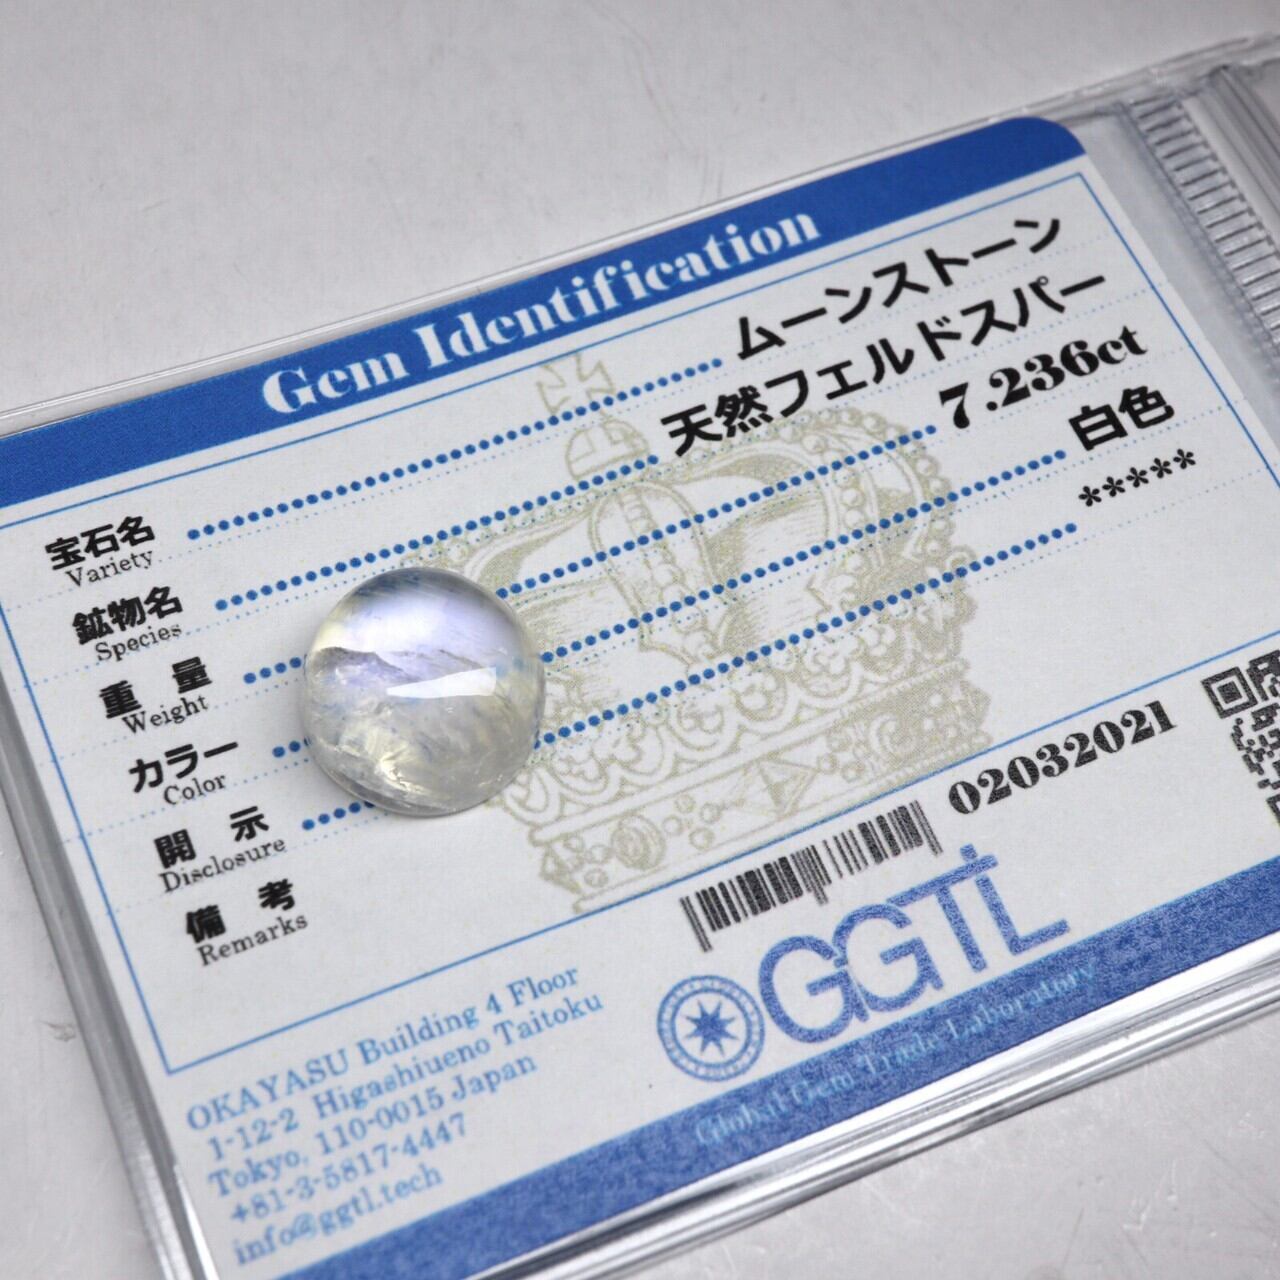 Gem Identification
宝石名 ムーンストーン
Variety
鉱物名 天然フェルドスパー
Species
重量 7.236ct
Weight
カラー 白色
Color
開示 *****
Disclosure
備考
Remarks
02032021
OKAYASU Building 4 Floor
1-12-2 Higashiueno Taitoku
Tokyo, 110-0015 Japan
+81-3-5817-4447
info@ggtl.tech
GGTL
Global Gem Trade Laboratory